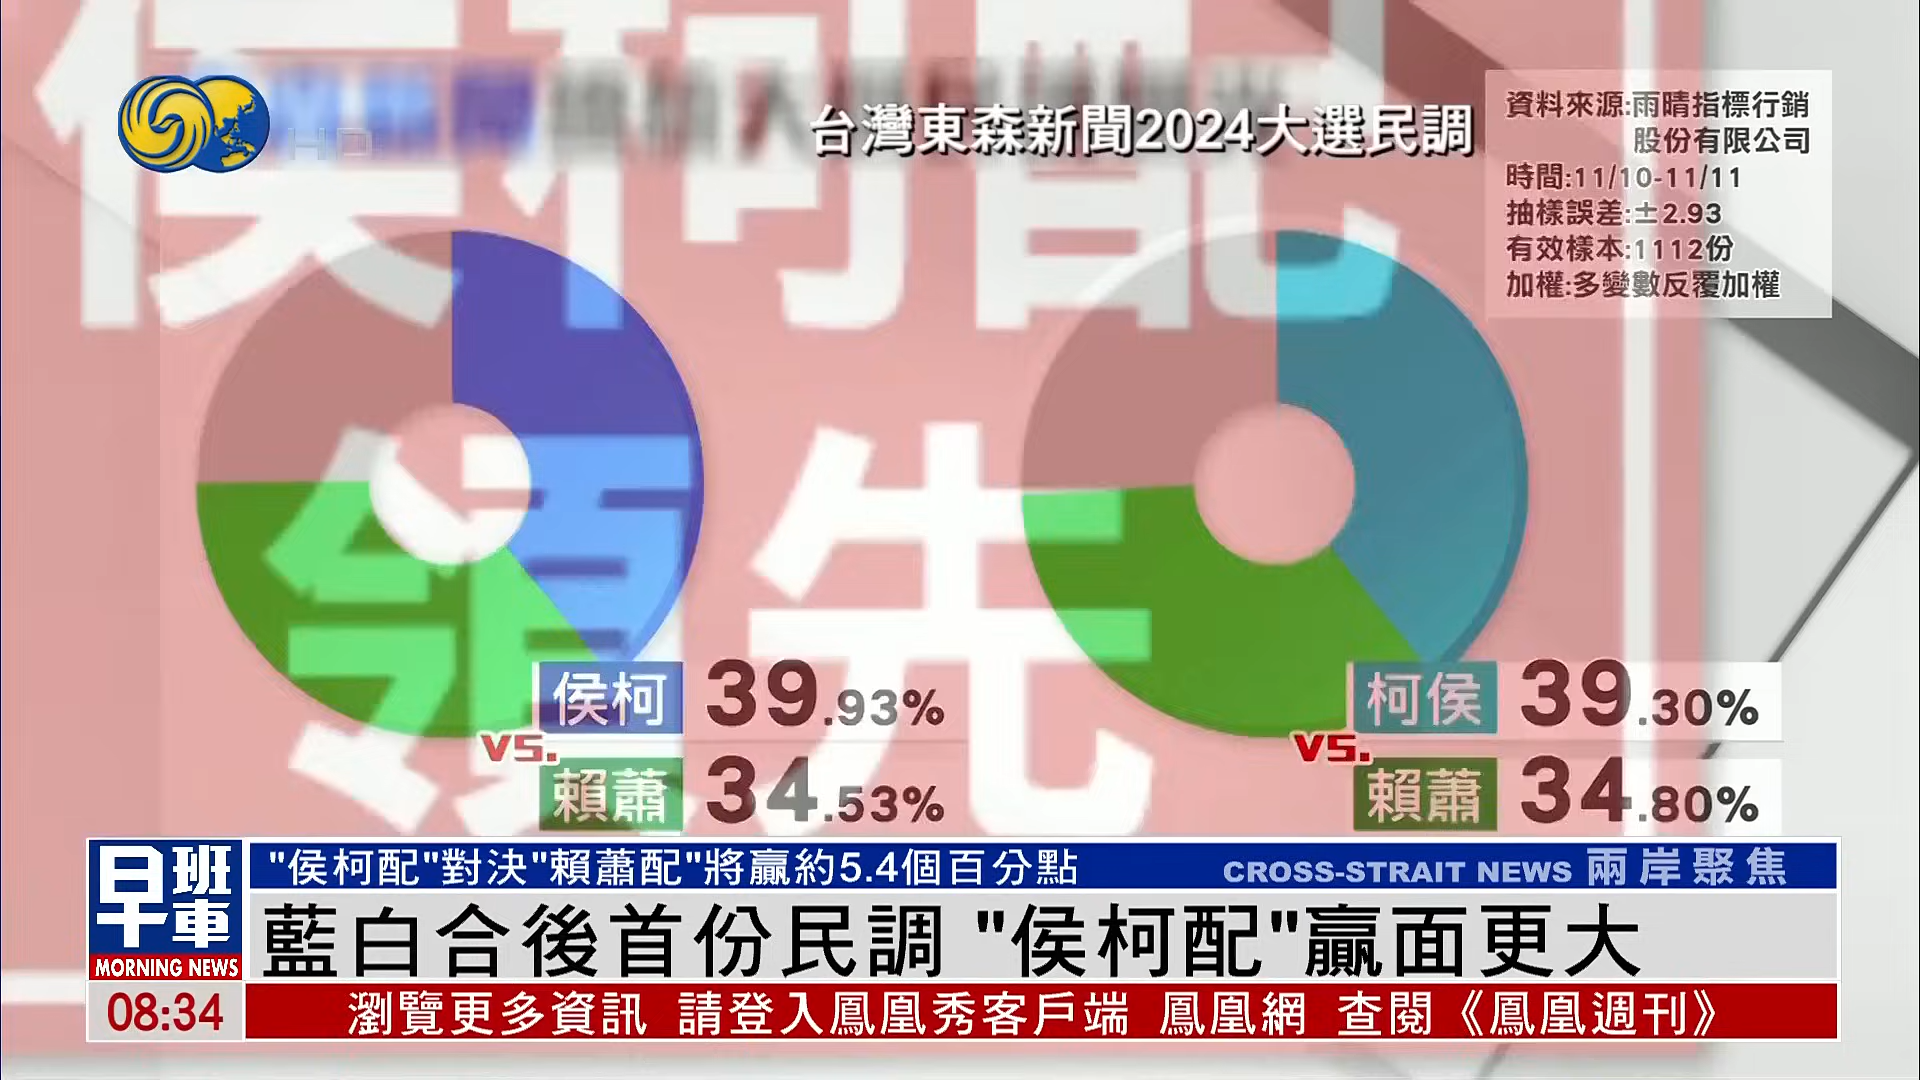 侯柯配
領先
HD
台灣東森新聞2024大選民調
資料來源:雨晴指標行銷
股份有限公司
時間:11/10-11/11
抽樣誤差:±2.93
有效樣本:1112份
加權:多變數反覆加權
侯柯 39.93%
vs.
賴蕭 34.53%
柯侯 39.30%
vs.
賴蕭 34.80%
早班車
MORNING NEWS
08:34
"侯柯配"對決"賴蕭配"將贏約5.4個百分點
CROSS-STRAIT NEWS 兩岸聚焦
藍白合後首份民調 "侯柯配"贏面更大
瀏覽更多資訊 請登入鳳凰秀客戶端 鳳凰網 查閱《鳳凰週刊》